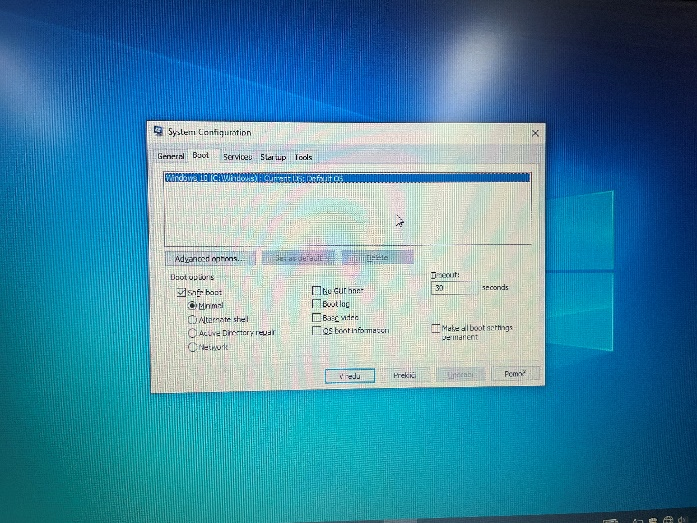 System Configuration
General Boot Services Startup Tools
Windows 10 (C:\Windows) : Current OS; Default OS
Advanced options... Set as default Delete
Boot options
Timeout:
Safe boot No GUI boot 30 seconds
Minimal Boot log
Alternate shell Base video
Active Directory repair OS boot information Make all boot settings
permanent
Network
V redu Prekliči Uporabi Pomoč